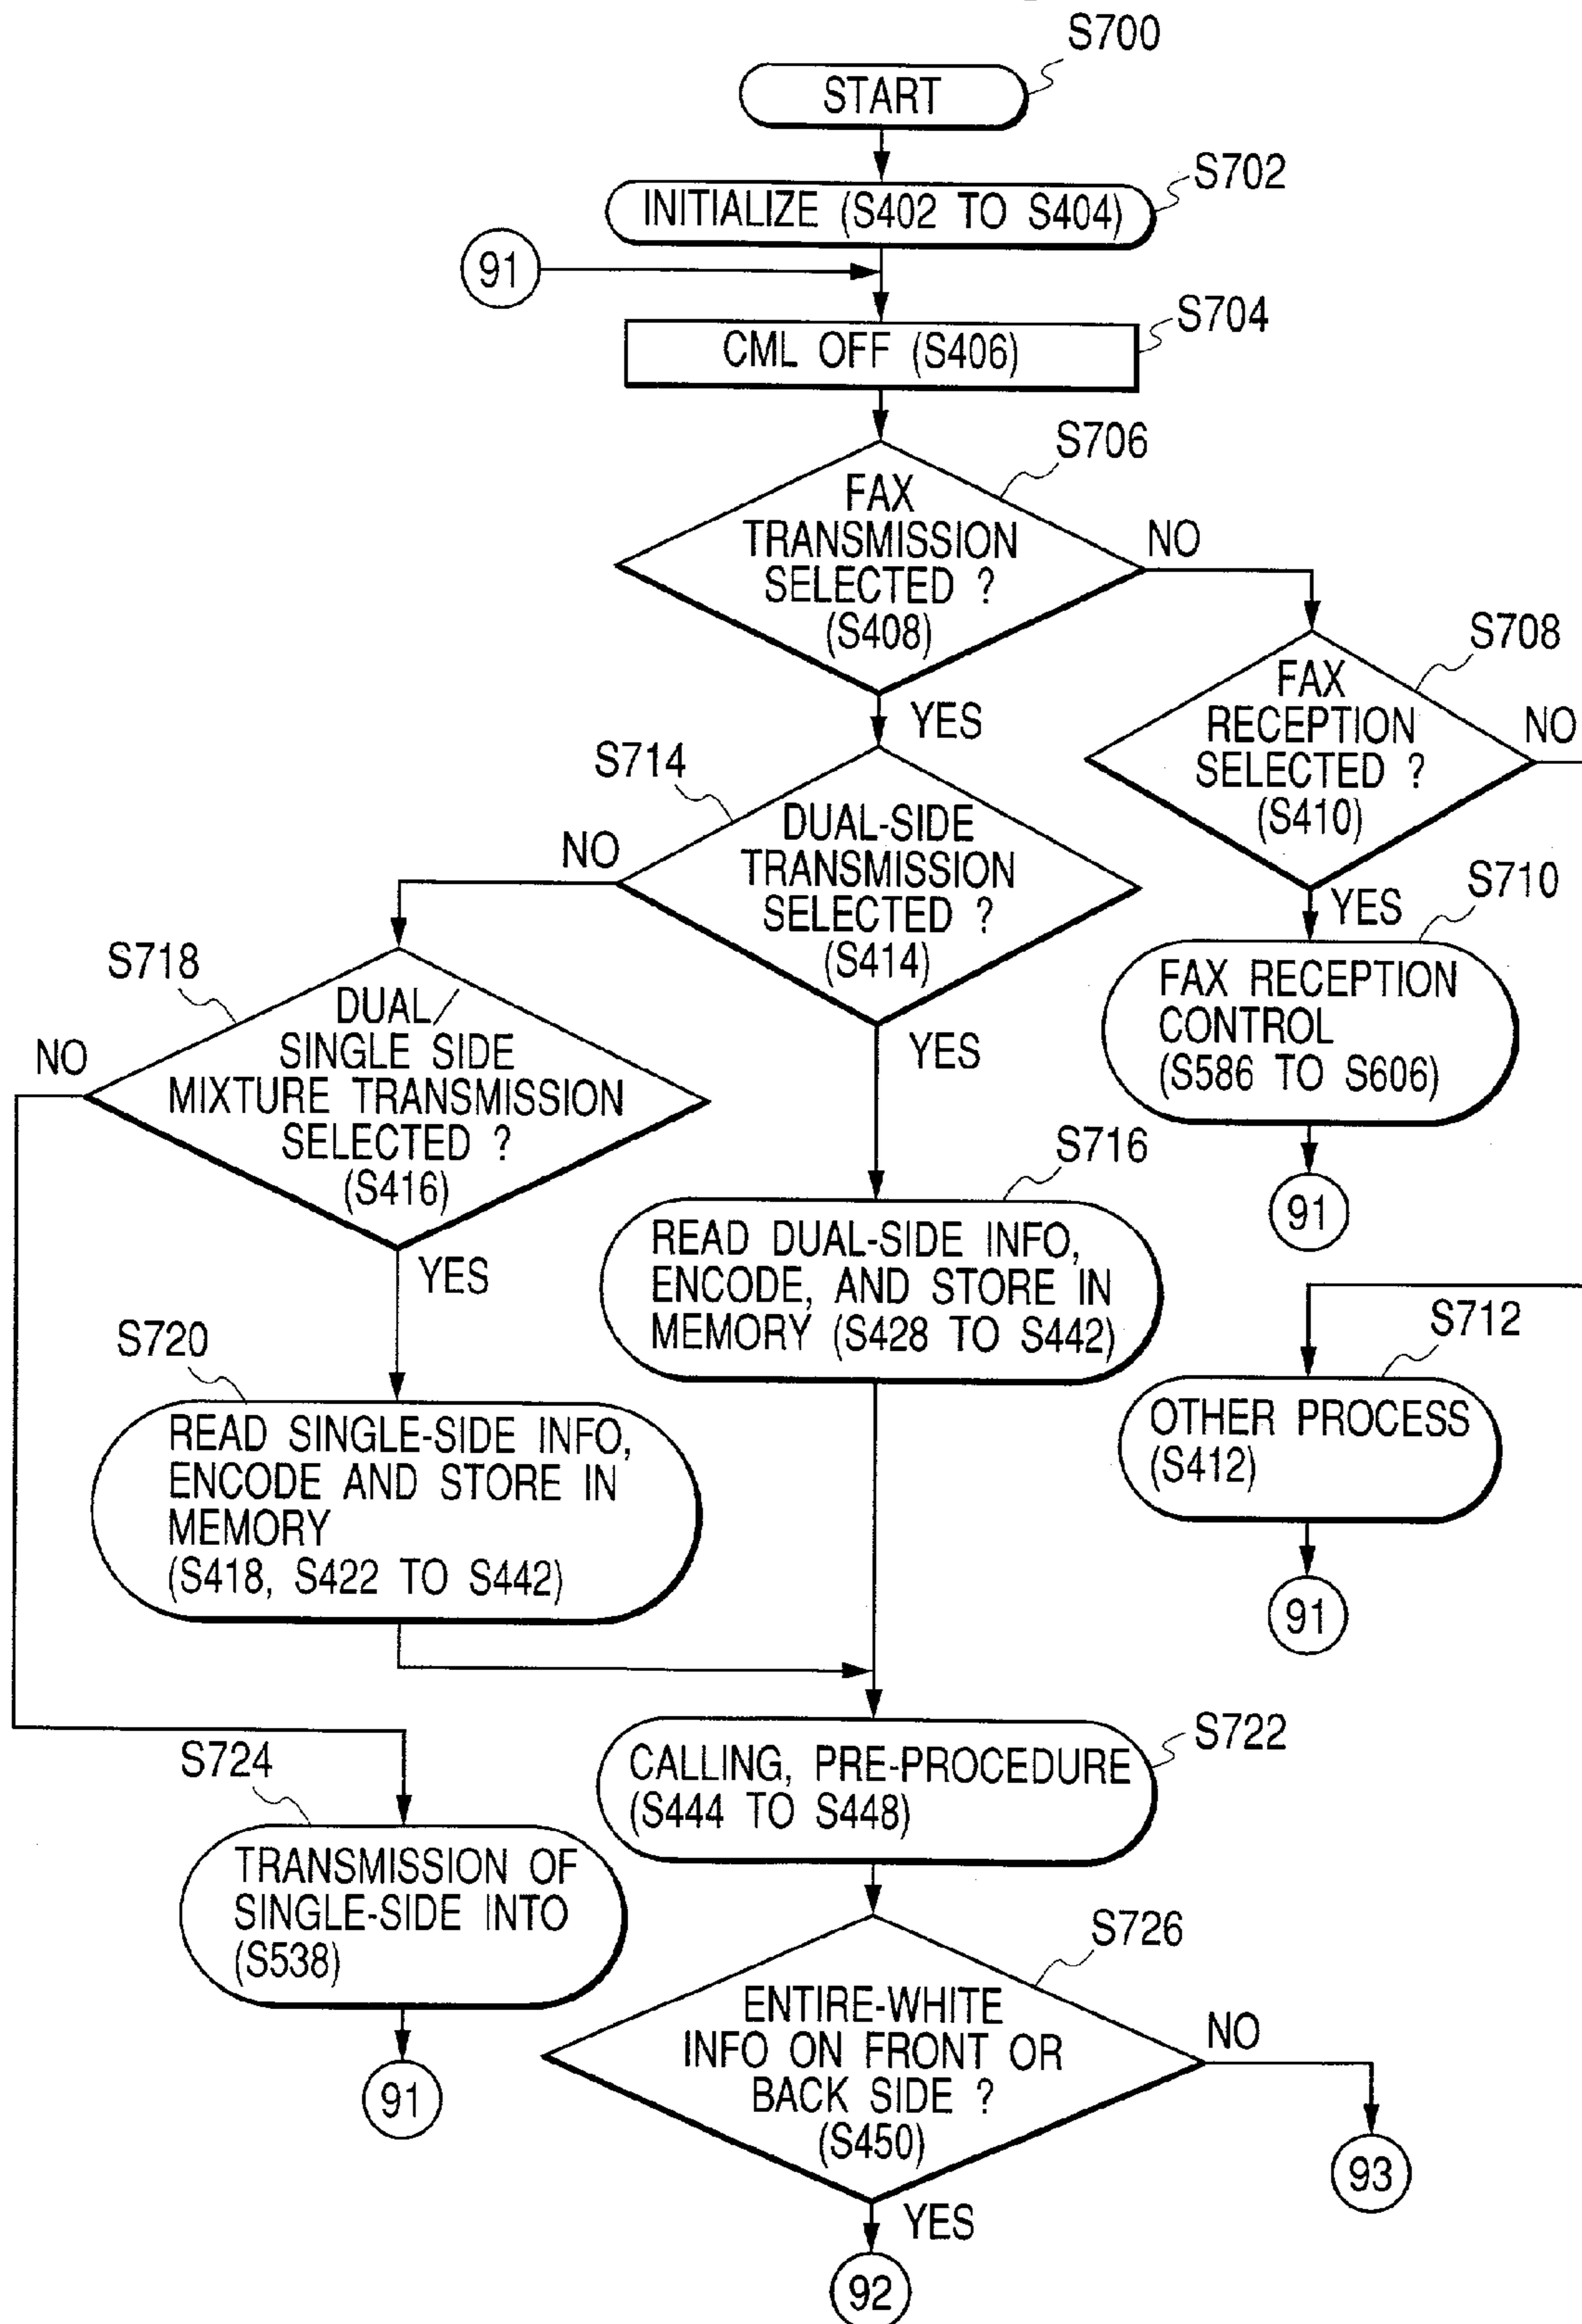 S700
START
S702
INITIALIZE (S402 TO S404)
91
S704
CML OFF (S406)
S706
FAX
TRANSMISSION
SELECTED ?
(S408)
NO
YES
S708
FAX
RECEPTION
SELECTED ?
(S410)
NO
YES
S714
DUAL-SIDE
TRANSMISSION
SELECTED ?
(S414)
NO
YES
S710
FAX RECEPTION
CONTROL
(S586 TO S606)
91
S718
DUAL/
SINGLE SIDE
MIXTURE TRANSMISSION
SELECTED ?
(S416)
NO
YES
S716
READ DUAL-SIDE INFO,
ENCODE, AND STORE IN
MEMORY (S428 TO S442)
S712
OTHER PROCESS
(S412)
91
S720
READ SINGLE-SIDE INFO,
ENCODE AND STORE IN
MEMORY
(S418, S422 TO S442)
S722
CALLING, PRE-PROCEDURE
(S444 TO S448)
S724
TRANSMISSION OF
SINGLE-SIDE INTO
(S538)
91
S726
ENTIRE-WHITE
INFO ON FRONT OR
BACK SIDE ?
(S450)
NO
93
YES
92